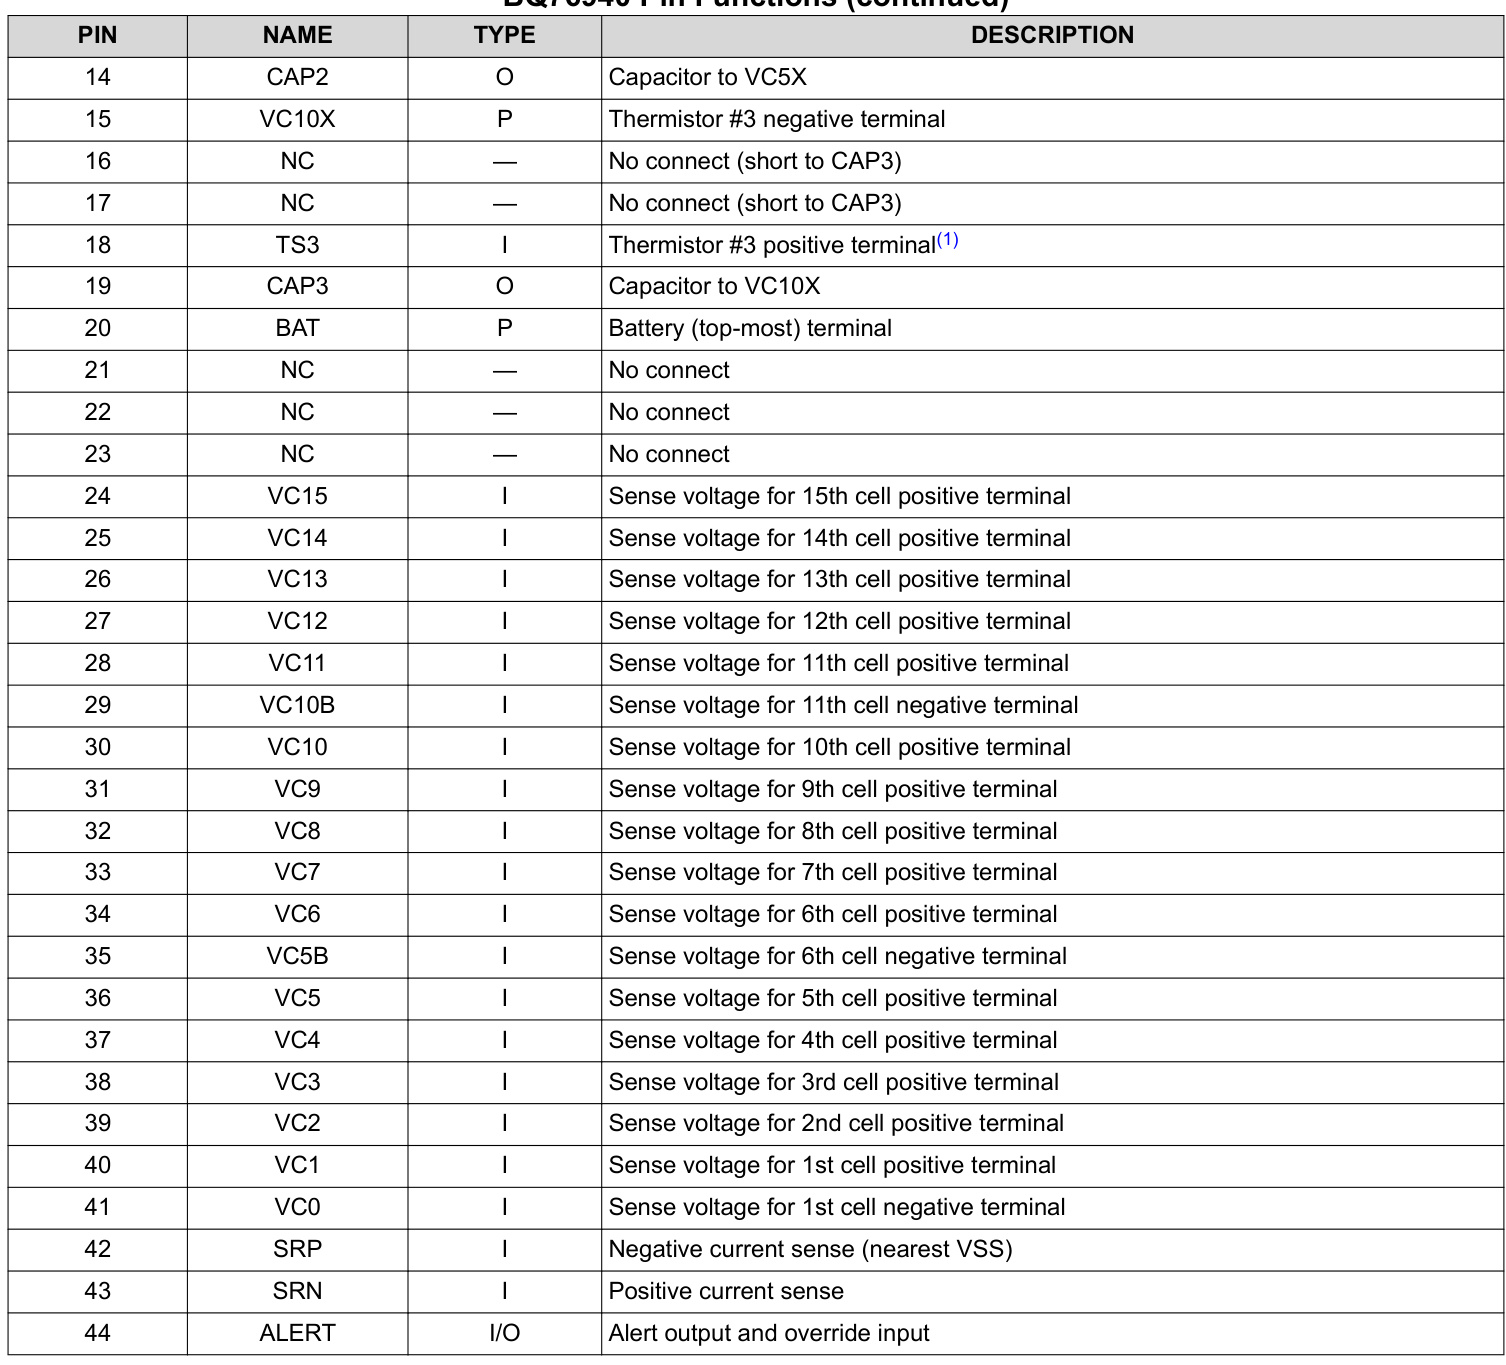 Pin Functions (continued)
PIN NAME TYPE DESCRIPTION
14 CAP2 O Capacitor to VC5X
15 VC10X P Thermistor #3 negative terminal
16 NC — No connect (short to CAP3)
17 NC — No connect (short to CAP3)
18 TS3 I Thermistor #3 positive terminal(1)
19 CAP3 O Capacitor to VC10X
20 BAT P Battery (top-most) terminal
21 NC — No connect
22 NC — No connect
23 NC — No connect
24 VC15 I Sense voltage for 15th cell positive terminal
25 VC14 I Sense voltage for 14th cell positive terminal
26 VC13 I Sense voltage for 13th cell positive terminal
27 VC12 I Sense voltage for 12th cell positive terminal
28 VC11 I Sense voltage for 11th cell positive terminal
29 VC10B I Sense voltage for 11th cell negative terminal
30 VC10 I Sense voltage for 10th cell positive terminal
31 VC9 I Sense voltage for 9th cell positive terminal
32 VC8 I Sense voltage for 8th cell positive terminal
33 VC7 I Sense voltage for 7th cell positive terminal
34 VC6 I Sense voltage for 6th cell positive terminal
35 VC5B I Sense voltage for 6th cell negative terminal
36 VC5 I Sense voltage for 5th cell positive terminal
37 VC4 I Sense voltage for 4th cell positive terminal
38 VC3 I Sense voltage for 3rd cell positive terminal
39 VC2 I Sense voltage for 2nd cell positive terminal
40 VC1 I Sense voltage for 1st cell positive terminal
41 VC0 I Sense voltage for 1st cell negative terminal
42 SRP I Negative current sense (nearest VSS)
43 SRN I Positive current sense
44 ALERT I/O Alert output and override input